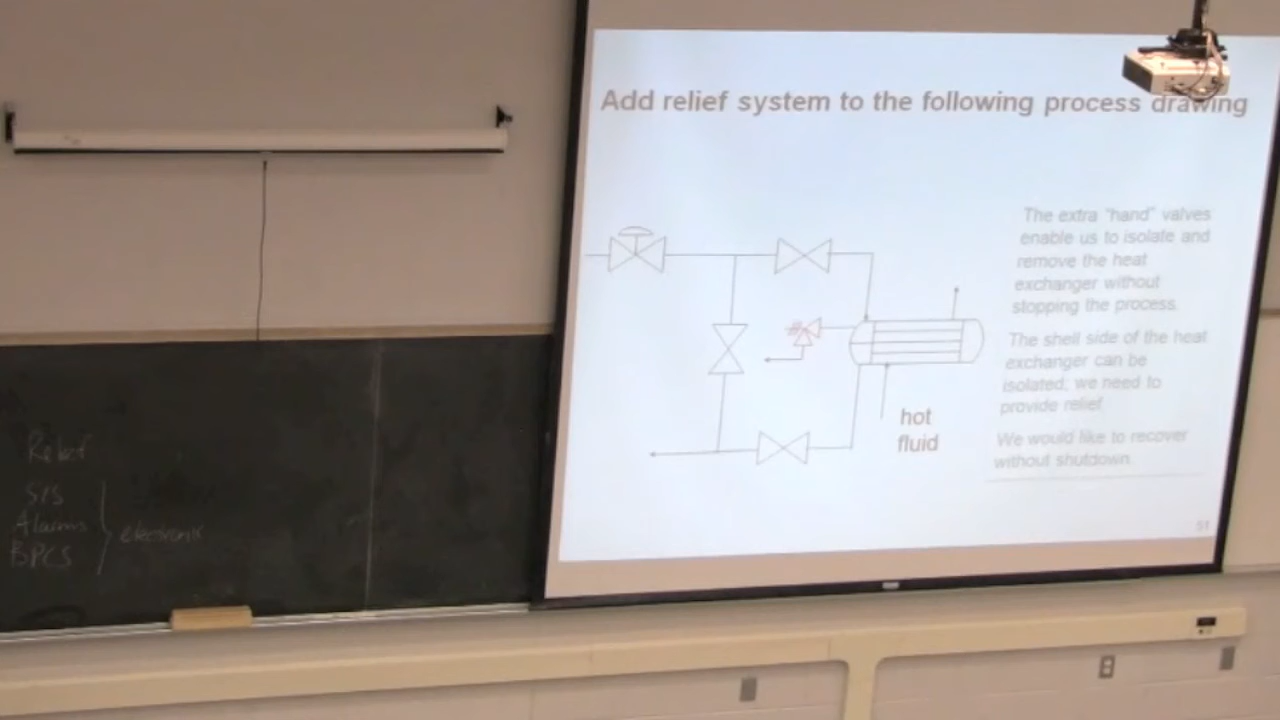 Add relief system to the following process drawing
The extra "hand" valves
enable us to isolate and
remove the heat
exchanger without
stopping the process.
The shell side of the heat
exchanger can be
isolated; we need to
provide relief
We would like to recover
without shutdown.
hot
fluid
51
Relief
SIS
Alarms
BPCS
electronic